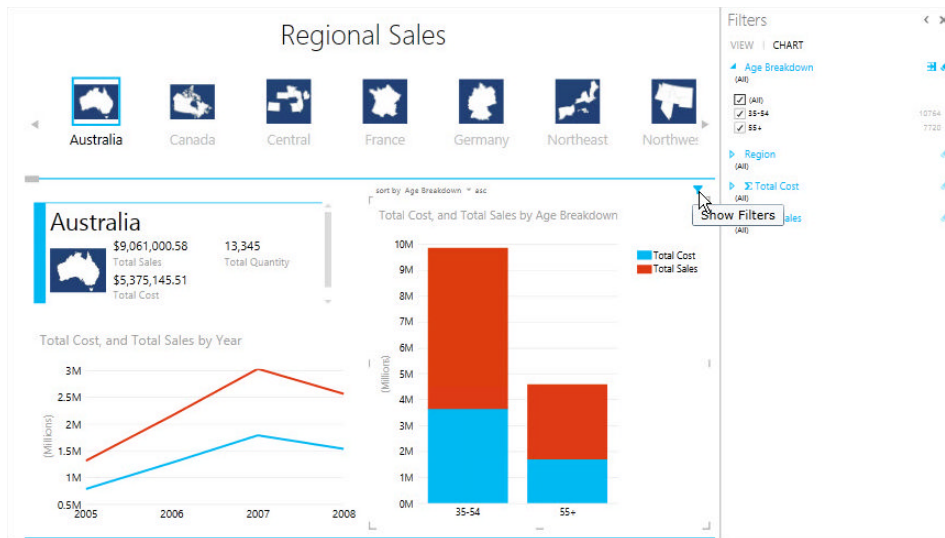 Regional Sales
Australia Canada Central France Germany Northeast Northwes
sort by Age Breakdown asc
Australia
$9,061,000.58 13,345
Total Sales Total Quantity
$5,375,145.51
Total Cost
Total Cost, and Total Sales by Year
(Millions)
3M
2.5M
2M
1.5M
1M
0.5M
2005 2006 2007 2008
Total Cost, and Total Sales by Age Breakdown
(Millions)
10M
9M
8M
7M
6M
5M
4M
3M
2M
1M
0M
35-54 55+
Total Cost
Total Sales
Show Filters
Filters
VIEW | CHART
Age Breakdown
(All)
(All)
35-54 10764
55+ 7720
Region
(All)
Σ Total Cost
(All)
ales
(All)